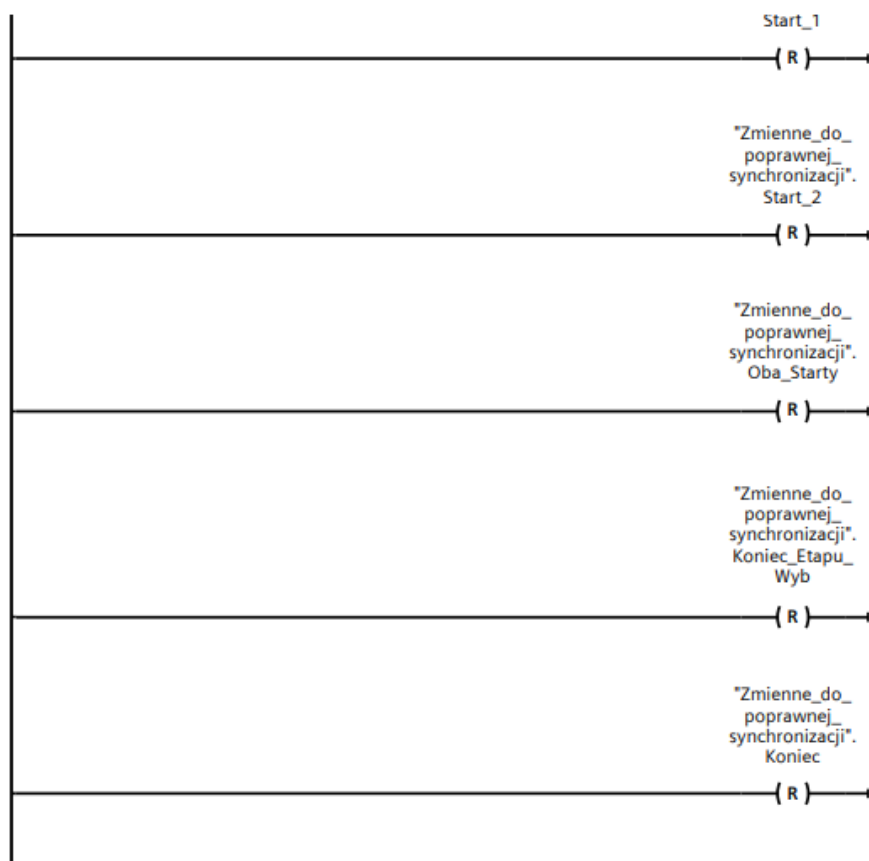 Start_1
( R )
"Zmienne_do_
poprawnej_
synchronizacji".
Start_2
( R )
"Zmienne_do_
poprawnej_
synchronizacji".
Oba_Starty
( R )
"Zmienne_do_
poprawnej_
synchronizacji".
Koniec_Etapu_
Wyb
( R )
"Zmienne_do_
poprawnej_
synchronizacji".
Koniec
( R )